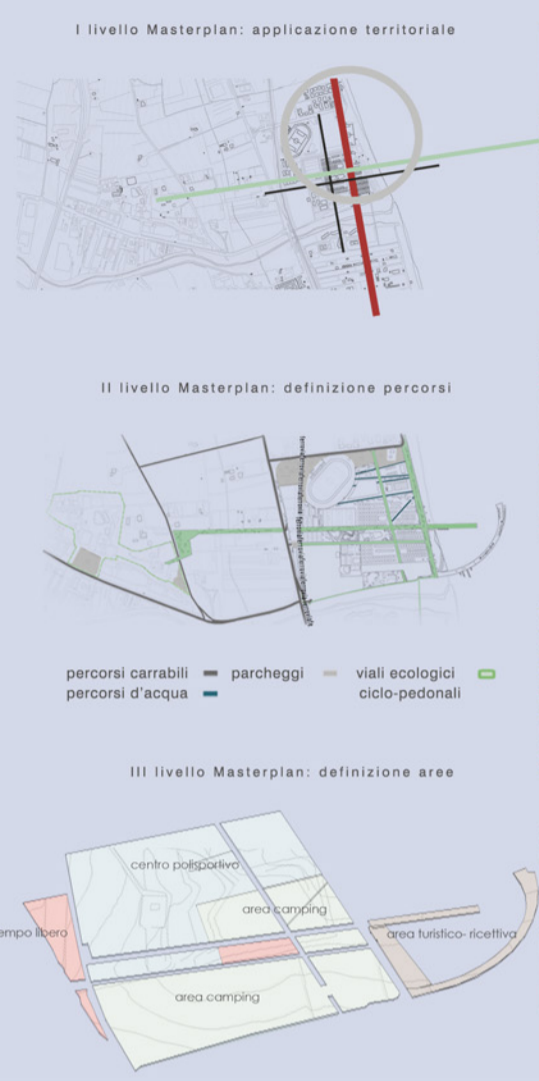 I livello Masterplan: applicazione territoriale
II livello Masterplan: definizione percorsi
percorsi carrabili parcheggi viali ecologici
percorsi d'acqua ciclo-pedonali
III livello Masterplan: definizione aree
centro polisportivo
area camping
empo libero
area turistico- ricettiva
area camping